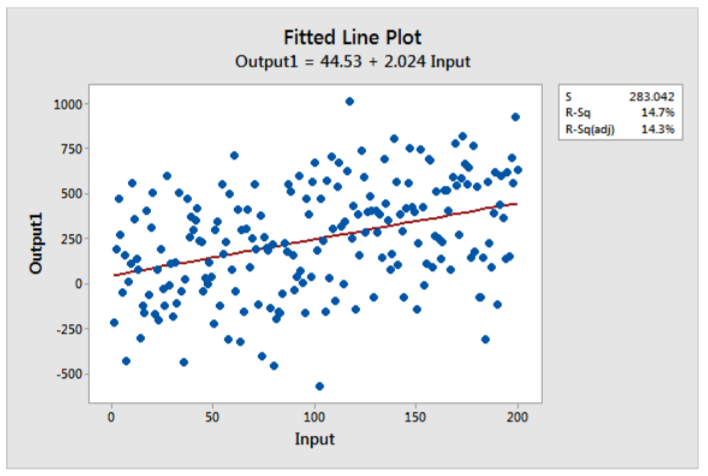 Fitted Line Plot
Output1 = 44.53 + 2.024 Input
S 283.042
R-Sq 14.7%
R-Sq(adj) 14.3%
1000
750
500
250
0
-250
-500
Output1
0 50 100 150 200
Input